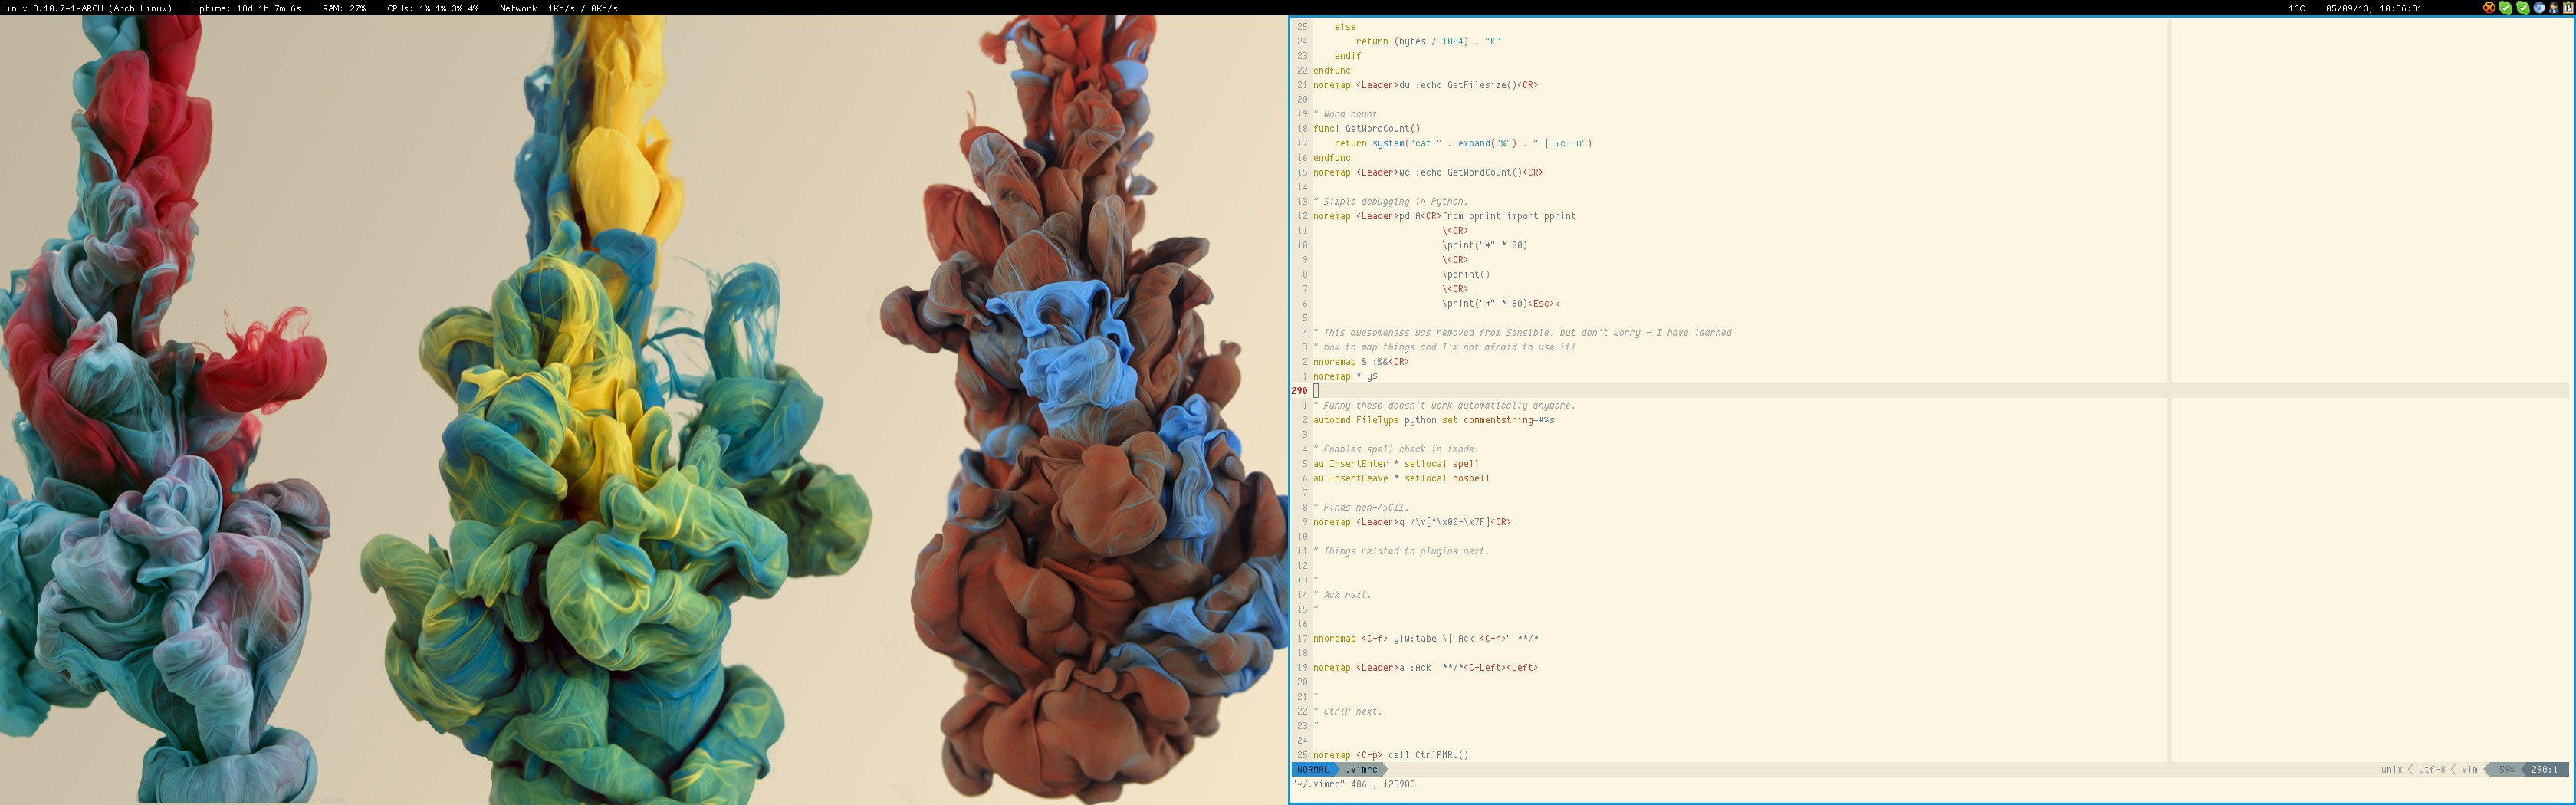 Linux 3.10.7-1-ARCH (Arch Linux) Uptime: 10d 1h 7m 6s RAM: 27% CPUs: 1% 1% 3% 4% Network: 1Kb/s / 0Kb/s 16C 05/09/13, 10:56:31
25 else
24 return (bytes / 1024) . "K"
23 endif
22 endfunc
21 noremap <Leader>du :echo GetFilesize()<CR>
20
19 " Word count
18 func! GetWordCount()
17 return system("cat " . expand("%") . " | wc -w")
16 endfunc
15 noremap <Leader>wc :echo GetWordCount()<CR>
14
13 " Simple debugging in Python.
12 noremap <Leader>pd A<CR>from pprint import pprint
11 \<CR>
10 \print("#" * 80)
9 \<CR>
8 \pprint()
7 \<CR>
6 \print("#" * 80)<Esc>k
5
4 " This awesomeness was removed from Sensible, but don't worry - I have learned
3 " how to map things and I'm not afraid to use it!
2 nnoremap & :&&<CR>
1 noremap Y y$
290
1 " Funny these doesn't work automatically anymore.
2 autocmd FileType python set commentstring=#%s
3
4 " Enables spell-check in imode.
5 au InsertEnter * setlocal spell
6 au InsertLeave * setlocal nospell
7
8 " Finds non-ASCII.
9 noremap <Leader>q /\v[^\x00-\x7F]<CR>
10
11 " Things related to plugins next.
12
13 "
14 " Ack next.
15 "
16
17 nnoremap <C-f> yiw:tabe \| Ack <C-r>" **/*
18
19 noremap <Leader>a :Ack  **/*<C-Left><Left>
20
21 "
22 " CtrlP next.
23 "
24
25 noremap <C-p> call CtrlPMRU()
NORMAL .vimrc unix utf-8 vim 59% 290:1
"~/.vimrc" 486L, 12590C